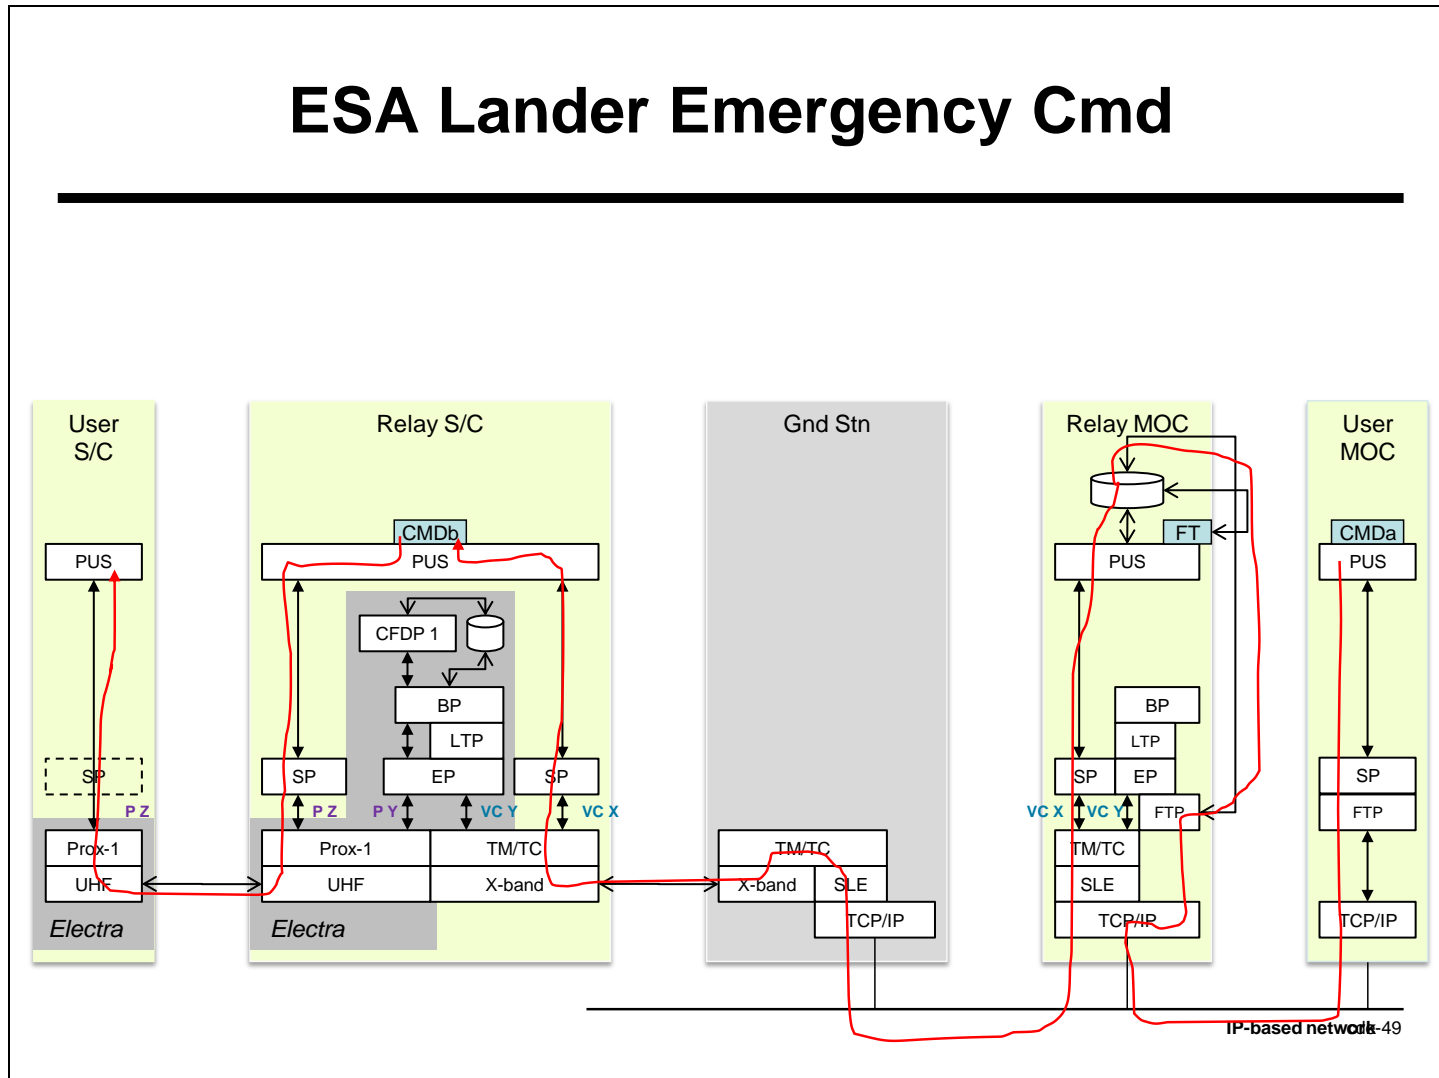 ESA Lander Emergency Cmd
User
S/C
PUS
SP
P Z
Prox-1
UHF
Electra
Relay S/C
CMDb
PUS
CFDP 1
BP
LTP
SP
EP
SP
P Z
P Y
VC Y
VC X
Prox-1
TM/TC
UHF
X-band
Electra
Gnd Stn
TM/TC
X-band
SLE
TCP/IP
Relay MOC
FT
PUS
BP
LTP
SP
EP
VC X
VC Y
FTP
TM/TC
SLE
TCP/IP
User
MOC
CMDa
PUS
SP
FTP
TCP/IP
IP-based network
-49